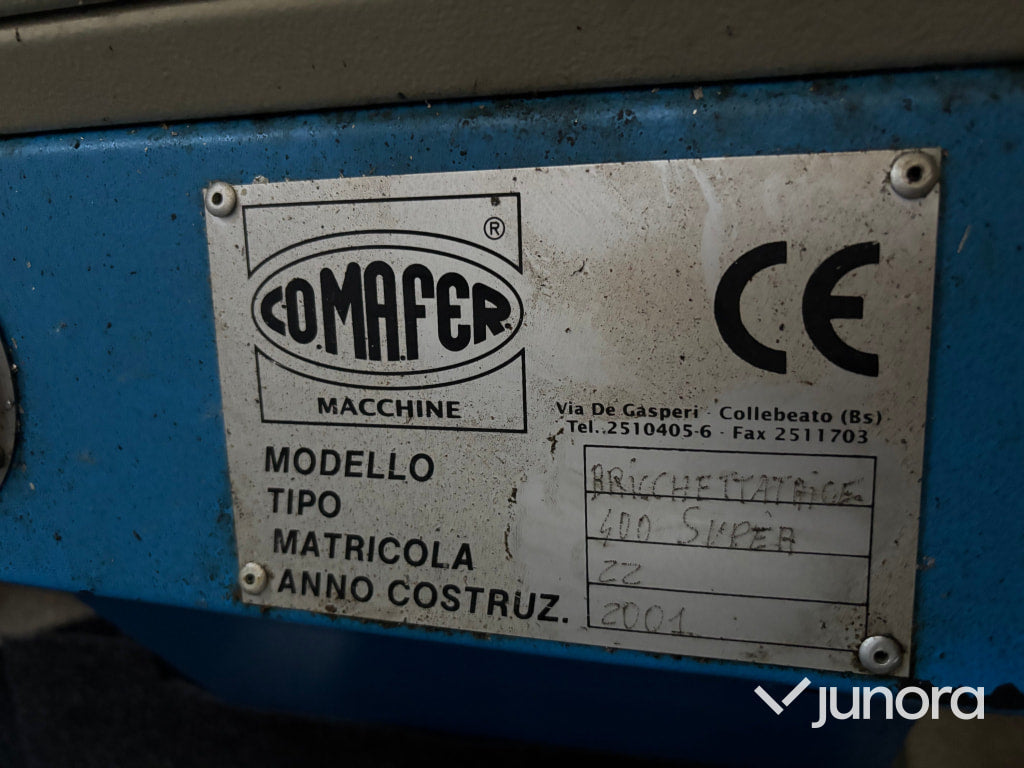 ®
CO.MA.FER.
MACCHINE
CE
Via De Gasperi - Collebeato (Bs)
Tel..2510405-6 - Fax 2511703
MODELLO BRICCHETTATRICE
TIPO 400 SUPER
MATRICOLA 22
ANNO COSTRUZ. 2001
junora